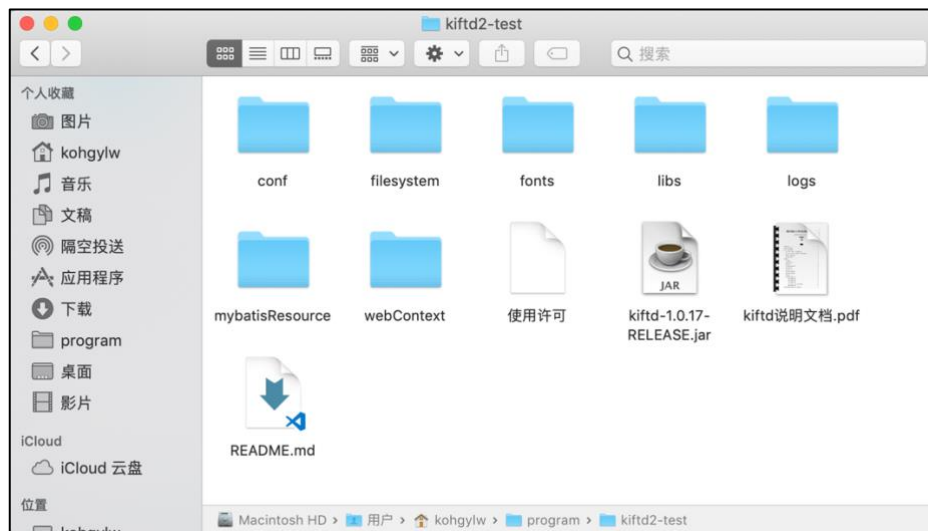 kiftd2-test
搜索
个人收藏
图片
kohgylw
音乐
文稿
隔空投送
应用程序
下载
program
桌面
影片
iCloud
iCloud 云盘
位置
kohgylw
conf
filesystem
fonts
libs
logs
mybatisResource
webContext
使用许可
JAR
kiftd-1.0.17-
RELEASE.jar
kiftd说明文档.pdf
README.md
Macintosh HD › 用户 › kohgylw › program › kiftd2-test